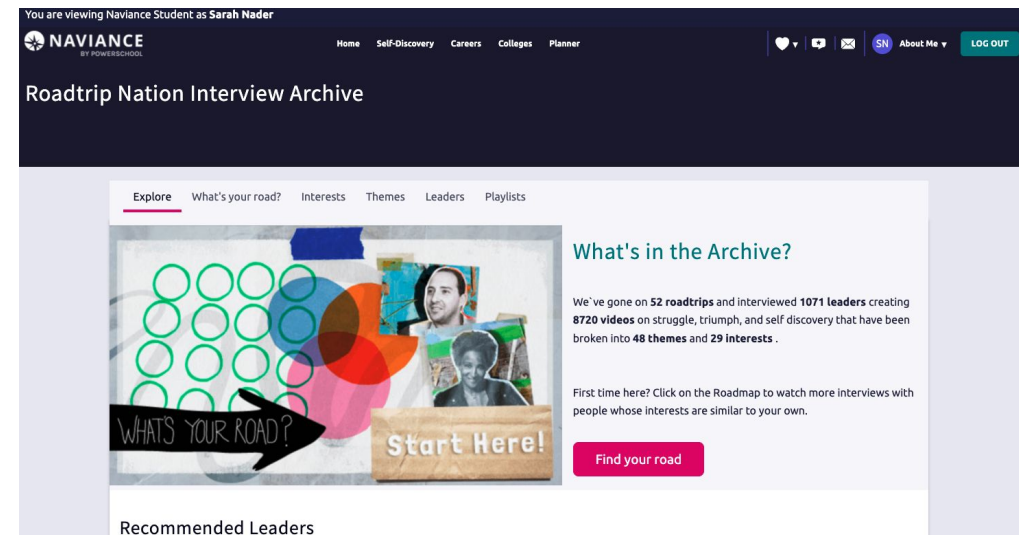 You are viewing Naviance Student as Sarah Nader
NAVIANCE
BY POWERSCHOOL
Home Self-Discovery Careers Colleges Planner
SN About Me LOG OUT
Roadtrip Nation Interview Archive
Explore What's your road? Interests Themes Leaders Playlists
WHAT'S YOUR ROAD?
Start Here!
What's in the Archive?
We`ve gone on 52 roadtrips and interviewed 1071 leaders creating
8720 videos on struggle, triumph, and self discovery that have been
broken into 48 themes and 29 interests .
First time here? Click on the Roadmap to watch more interviews with
people whose interests are similar to your own.
Find your road
Recommended Leaders